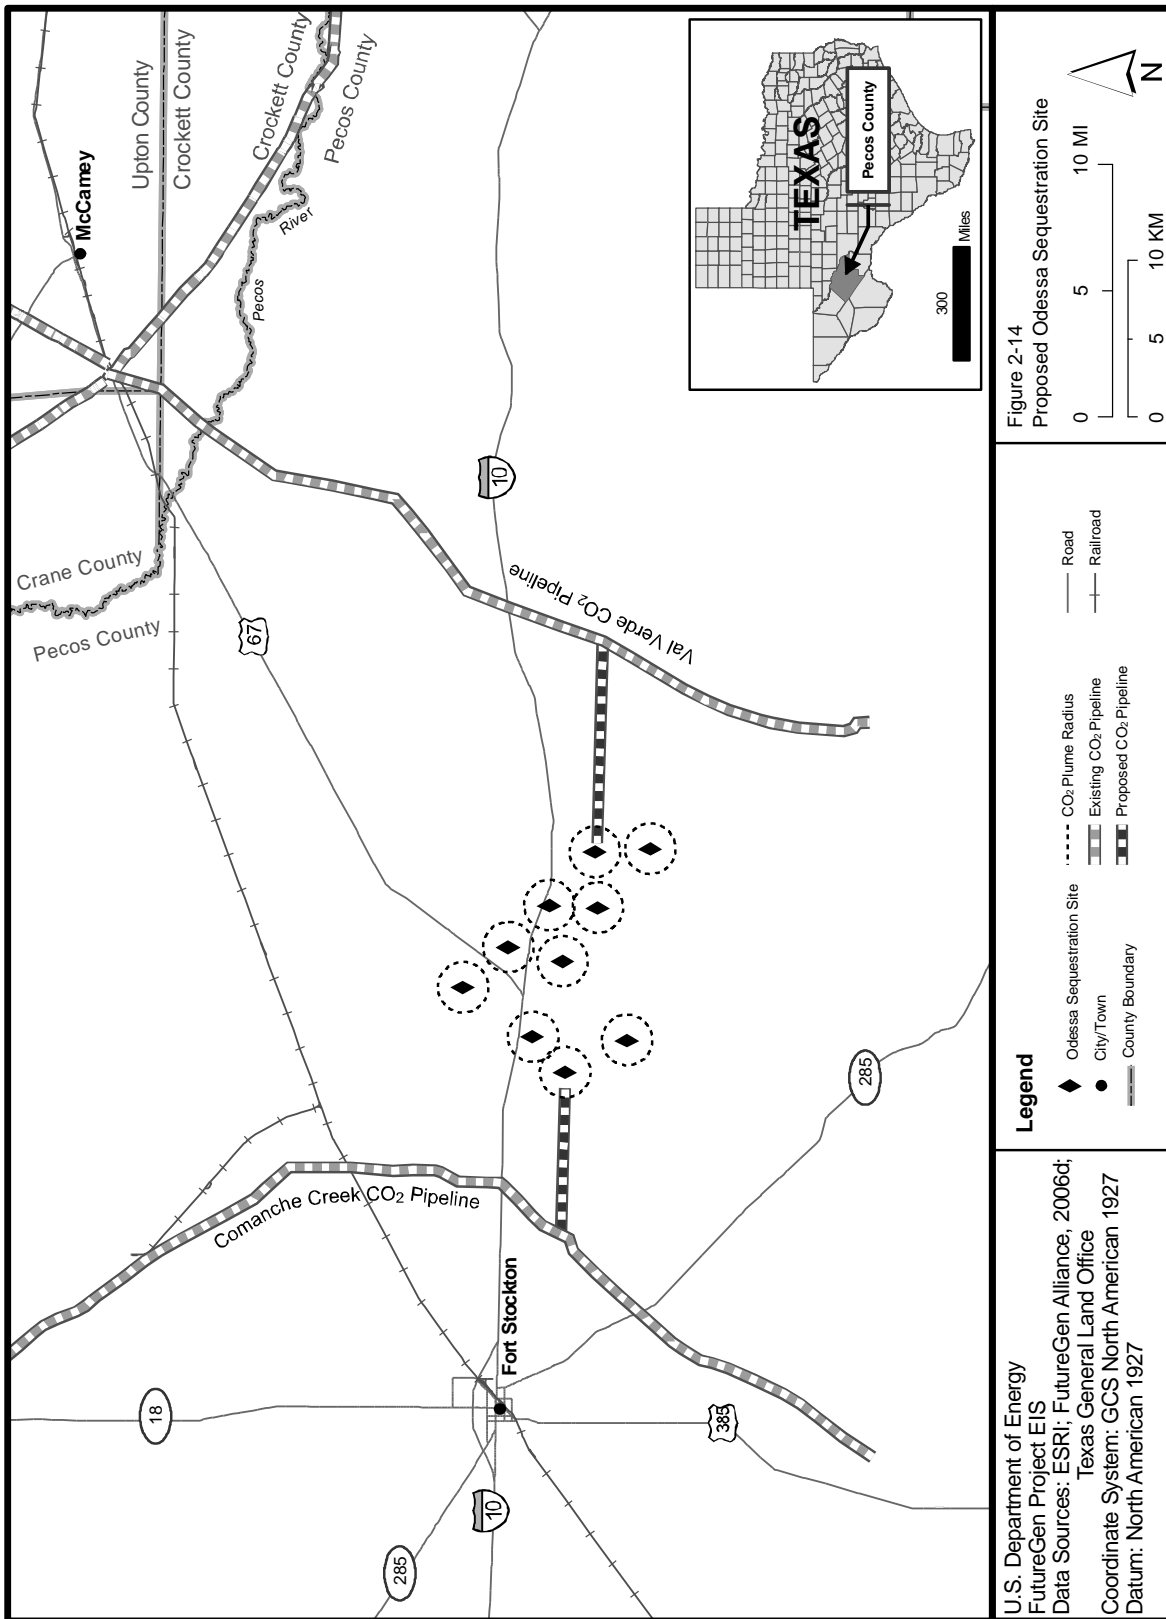 Upton County
Crockett County
McCamey
Crockett County
Pecos County
River
Pecos
Crane County
Pecos County
67
10
Val Verde CO2 Pipeline
Comanche Creek CO2 Pipeline
Fort Stockton
18
10
285
385
285
TEXAS
Pecos County
300
Miles
U.S. Department of Energy
FutureGen Project EIS
Data Sources: ESRI; FutureGen Alliance, 2006d;
Texas General Land Office
Coordinate System: GCS North American 1927
Datum: North American 1927
Legend
Odessa Sequestration Site
City/Town
County Boundary
CO2 Plume Radius
Existing CO2 Pipeline
Proposed CO2 Pipeline
Road
Railroad
Figure 2-14
Proposed Odessa Sequestration Site
0 5 10 MI
0 5 10 KM
N